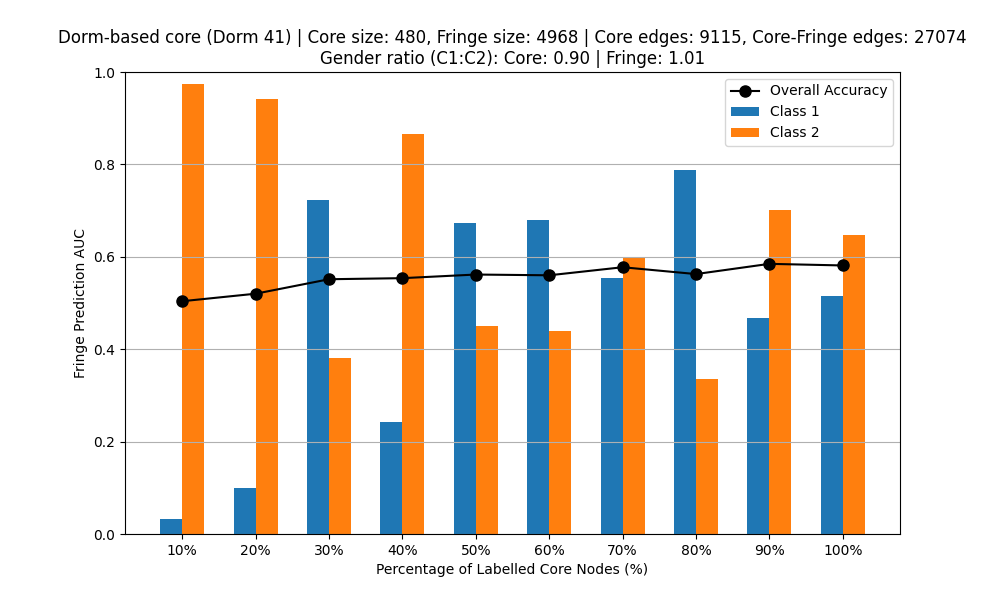 Dorm-based core (Dorm 41) | Core size: 480, Fringe size: 4968 | Core edges: 9115, Core-Fringe edges: 27074
Gender ratio (C1:C2): Core: 0.90 | Fringe: 1.01
Overall Accuracy
Class 1
Class 2
Fringe Prediction AUC
1.0
0.8
0.6
0.4
0.2
0.0
10% 20% 30% 40% 50% 60% 70% 80% 90% 100%
Percentage of Labelled Core Nodes (%)